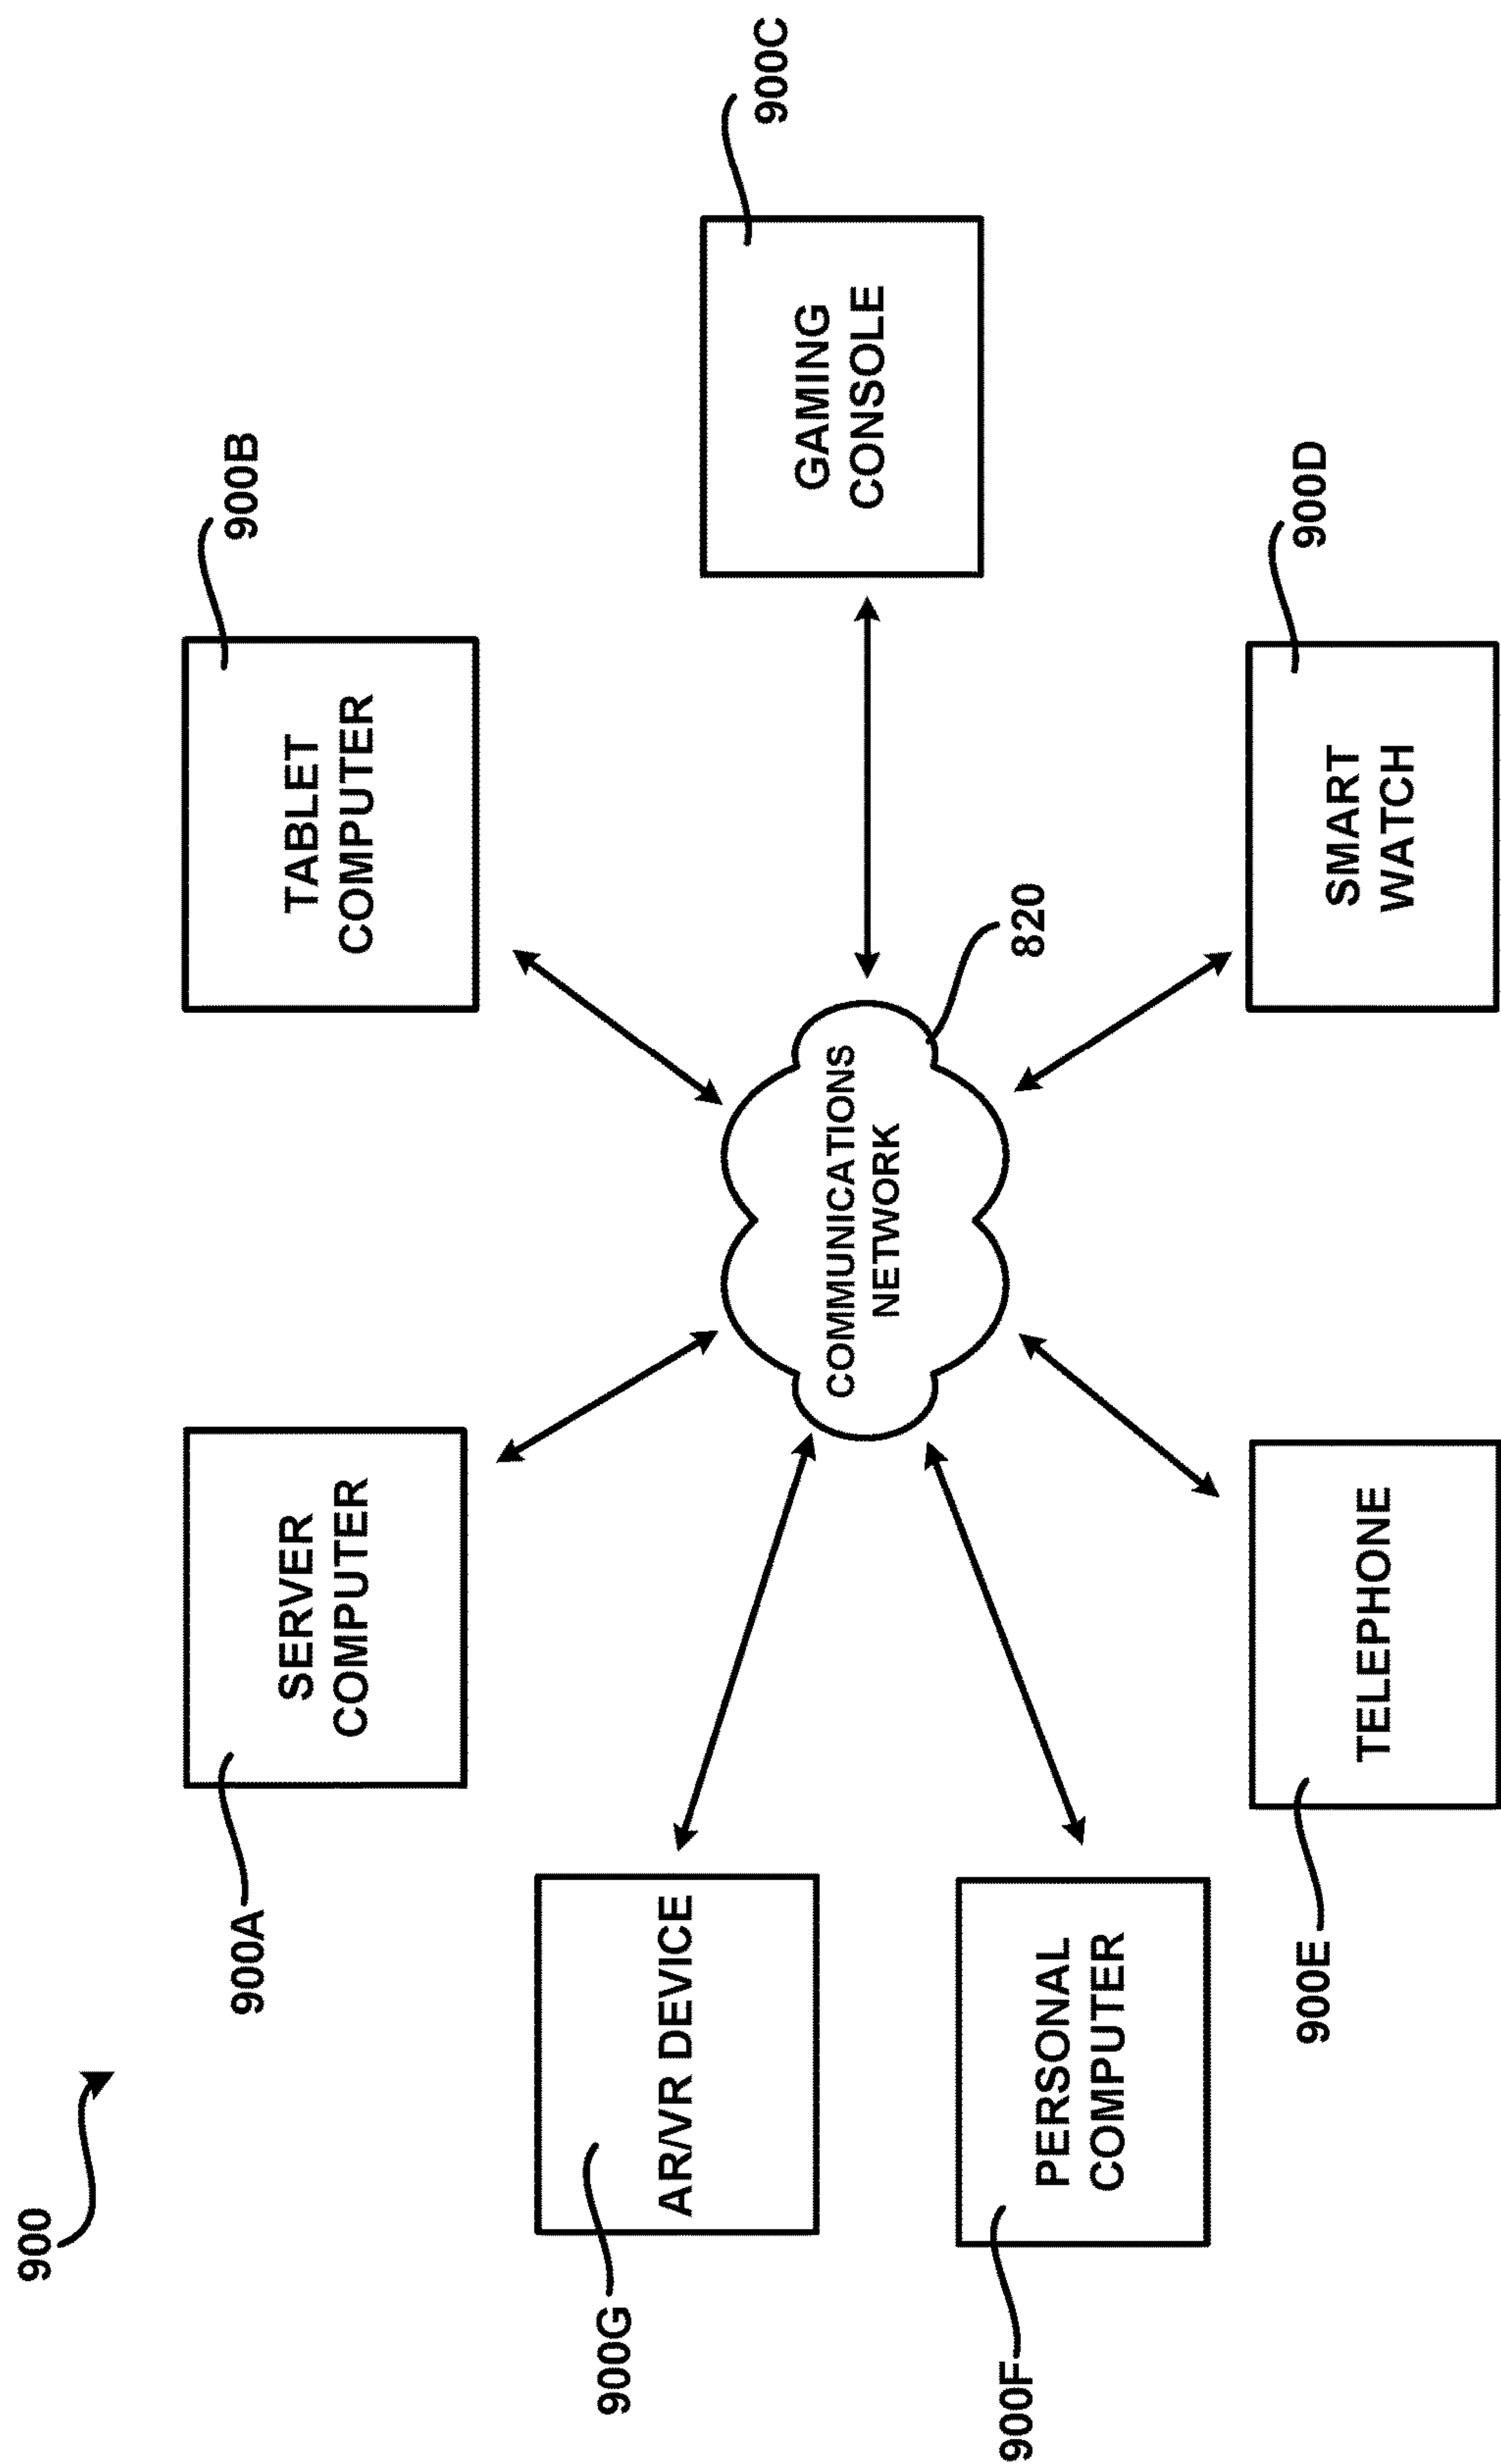 900
900A
SERVER
COMPUTER
TABLET
COMPUTER
900B
900G
AR/VR DEVICE
COMMUNICATIONS
NETWORK
820
GAMING
CONSOLE
900C
900F
PERSONAL
COMPUTER
900E
TELEPHONE
SMART
WATCH
900D